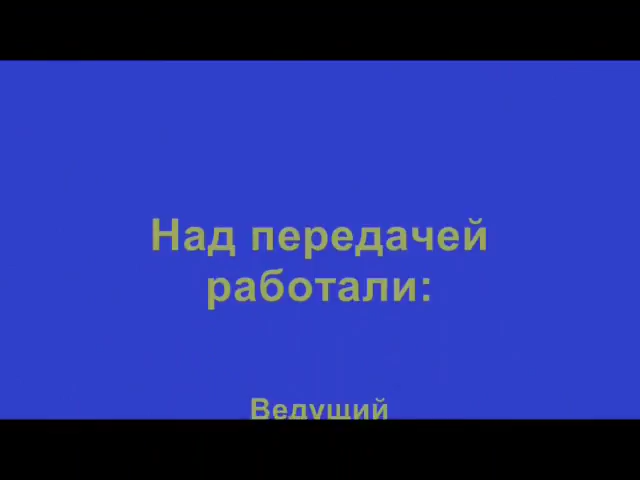 Над передачей
работали:
Ведущий